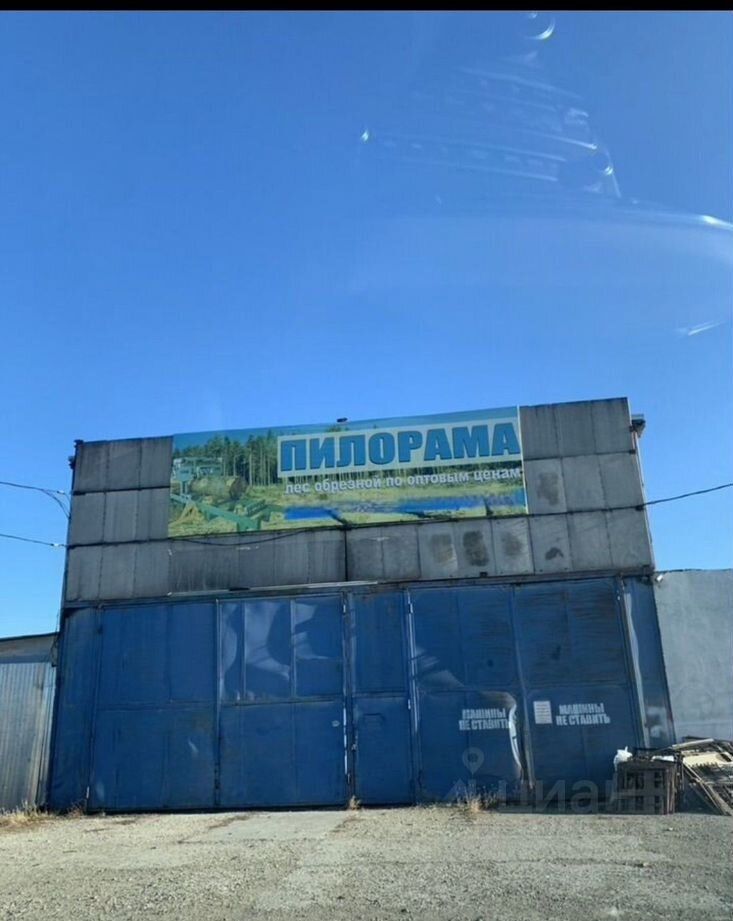 ПИЛОРАМА
лес обрезной по оптовым ценам
МАШИНЫ
НЕ СТАВИТЬ
МАШИНЫ
НЕ СТАВИТЬ
циан